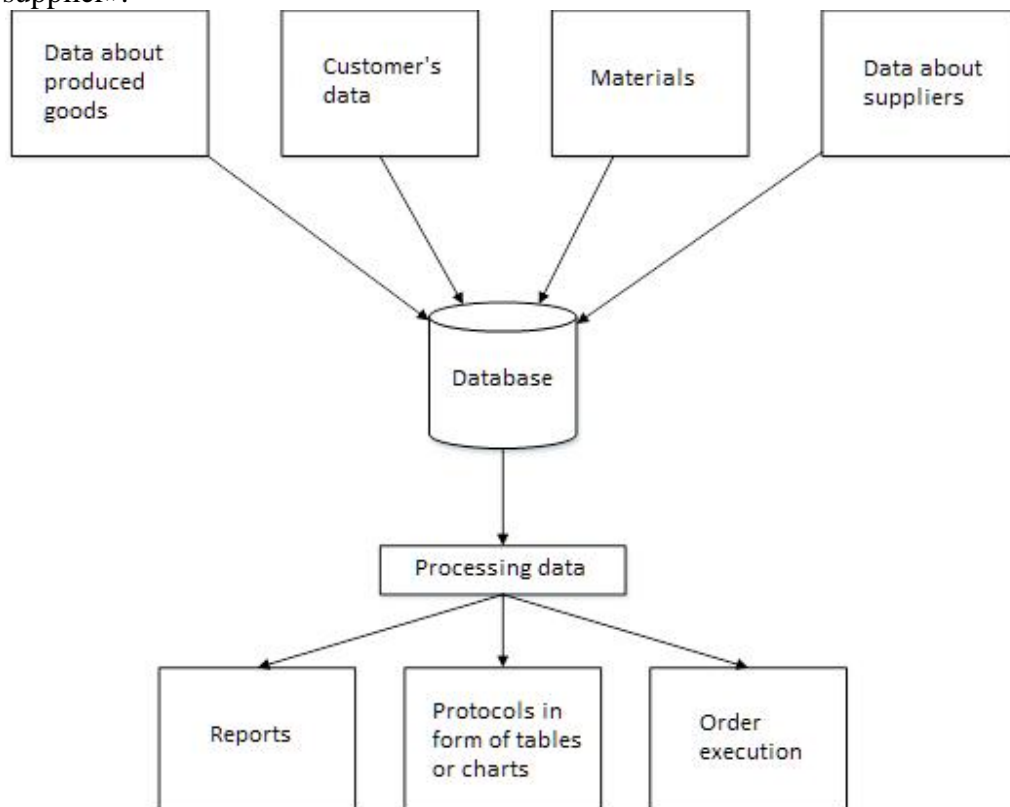 supplier».
Data about
produced
goods
Customer's
data
Materials
Data about
suppliers
Database
Processing data
Reports
Protocols in
form of tables
or charts
Order
execution